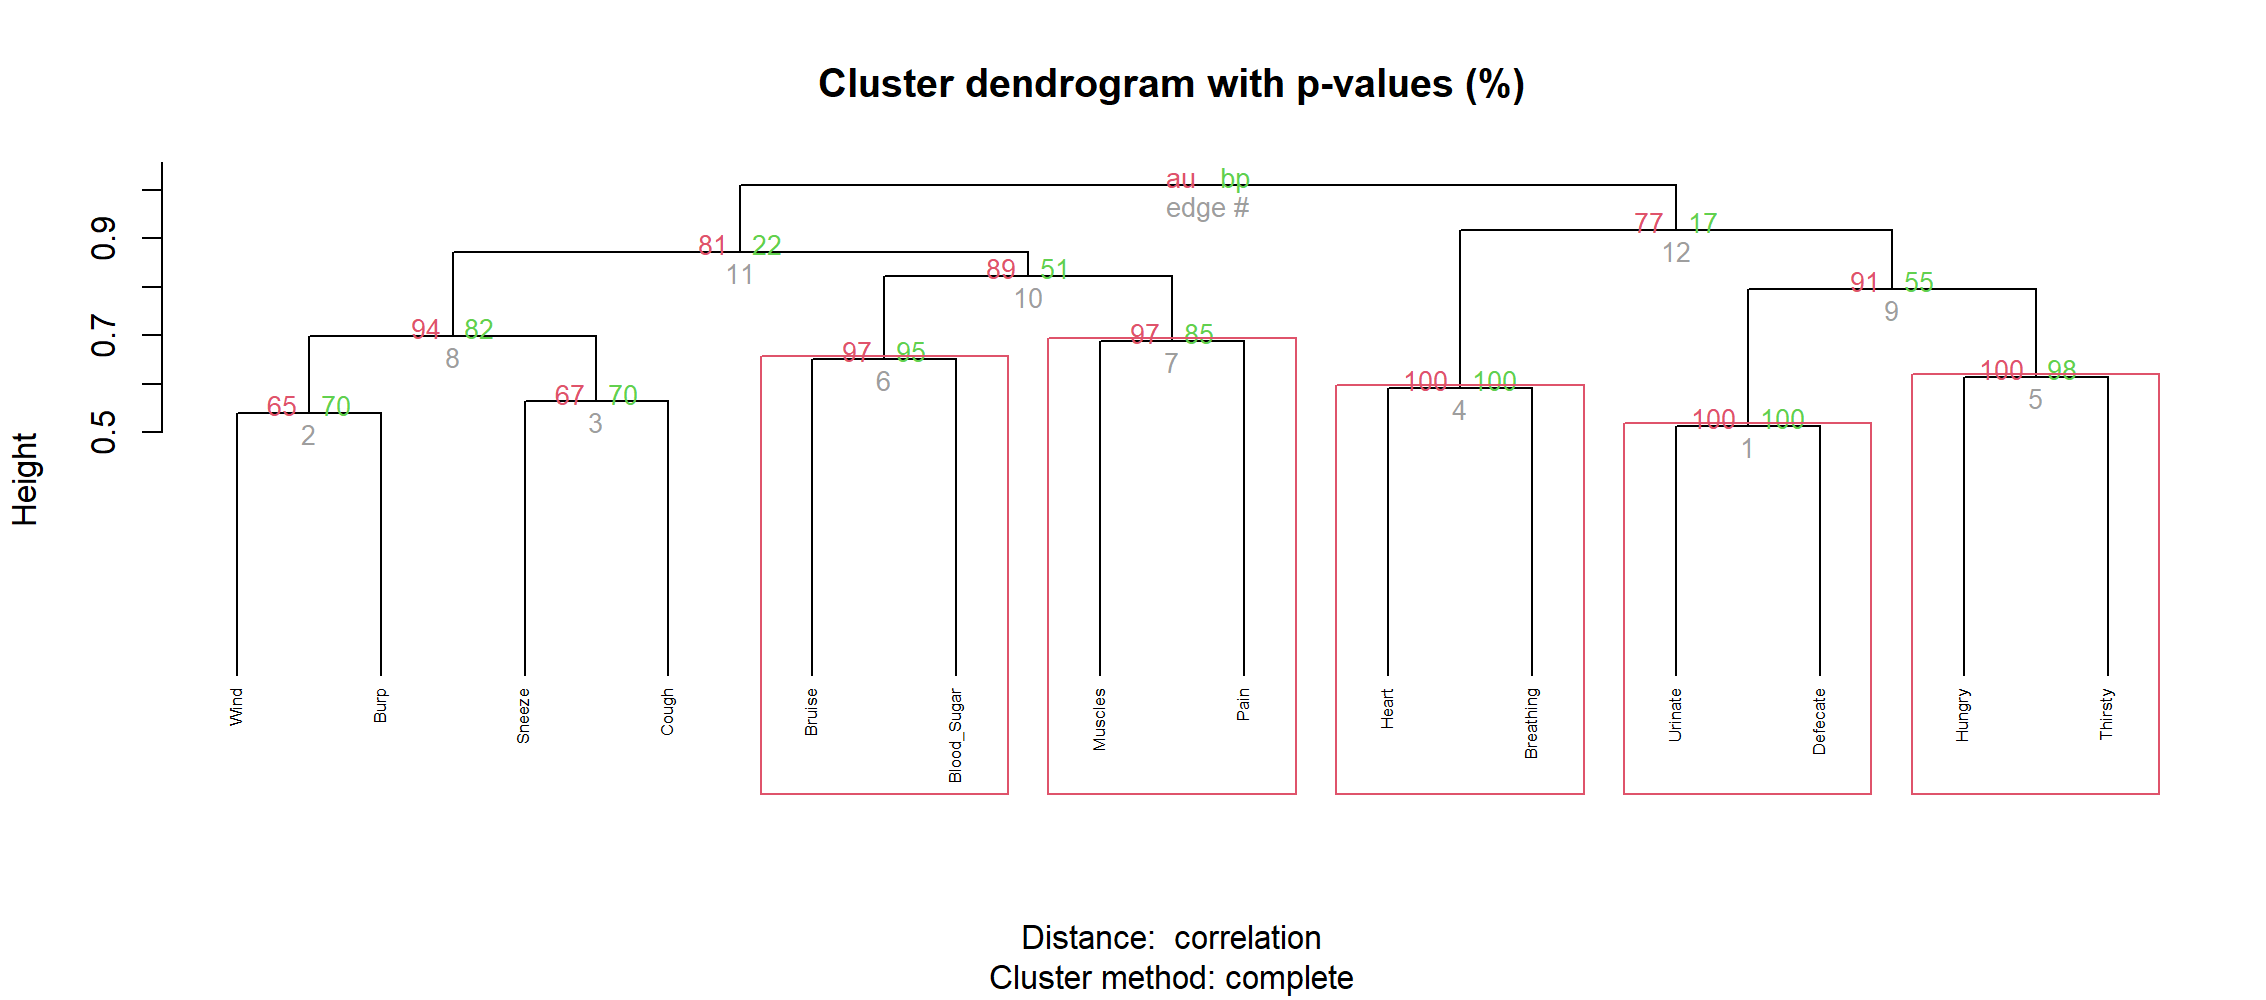 Cluster dendrogram with p-values (%)
Height
0.5 0.7 0.9
au bp
edge #
77 17
12
81 22
11
89 51
10
91 55
9
94 82
8
97 85
7
97 95
6
100 98
5
100 100
4
67 70
3
65 70
2
100 100
1
Wind
Burp
Sneeze
Cough
Bruise
Blood_Sugar
Muscles
Pain
Heart
Breathing
Urinate
Defecate
Hungry
Thirsty
Distance: correlation
Cluster method: complete